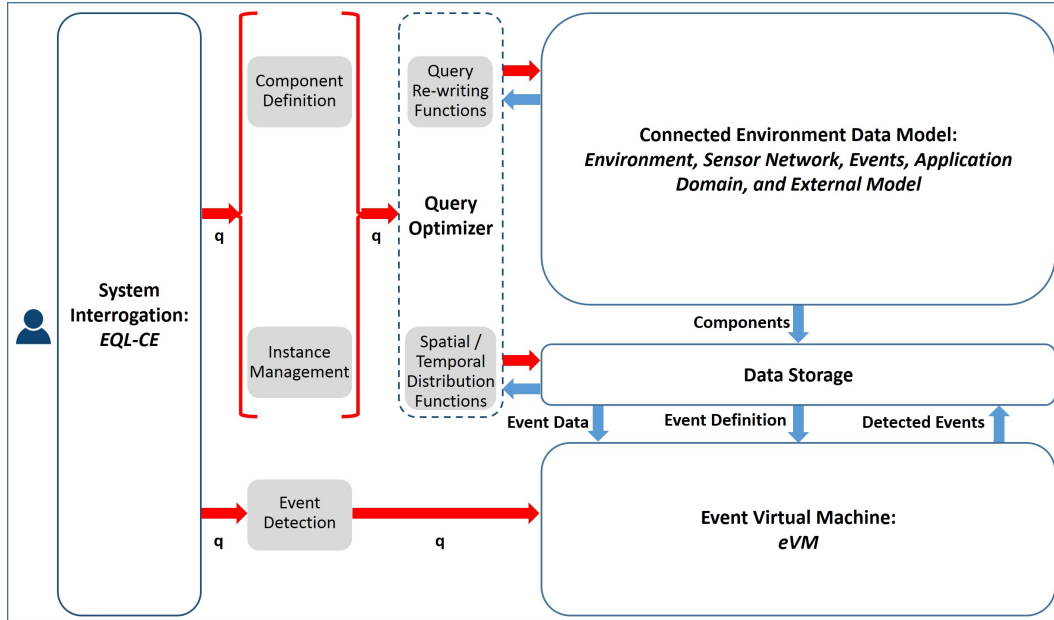 System
Interrogation:
EQL-CE
q
Component
Definition
Instance
Management
q
Query
Re-writing
Functions
Query
Optimizer
Spatial /
Temporal
Distribution
Functions
Connected Environment Data Model:
Environment, Sensor Network, Events, Application
Domain, and External Model
Components
Data Storage
Event Data
Event Definition
Detected Events
q
Event
Detection
q
Event Virtual Machine:
eVM